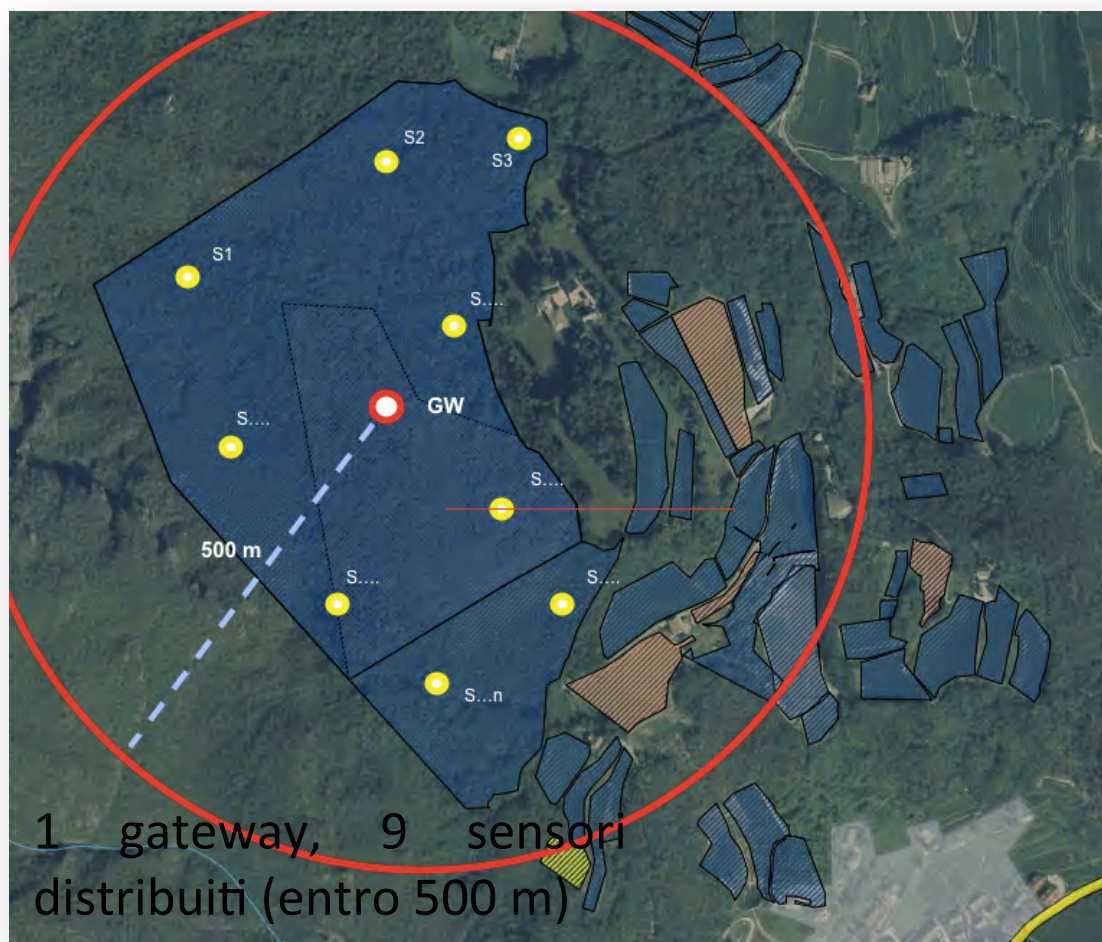 S2
S3
S1
S....
GW
S....
S....
500 m
S....
S....
S...n
1 gateway, 9 sensori
distribuiti (entro 500 m)